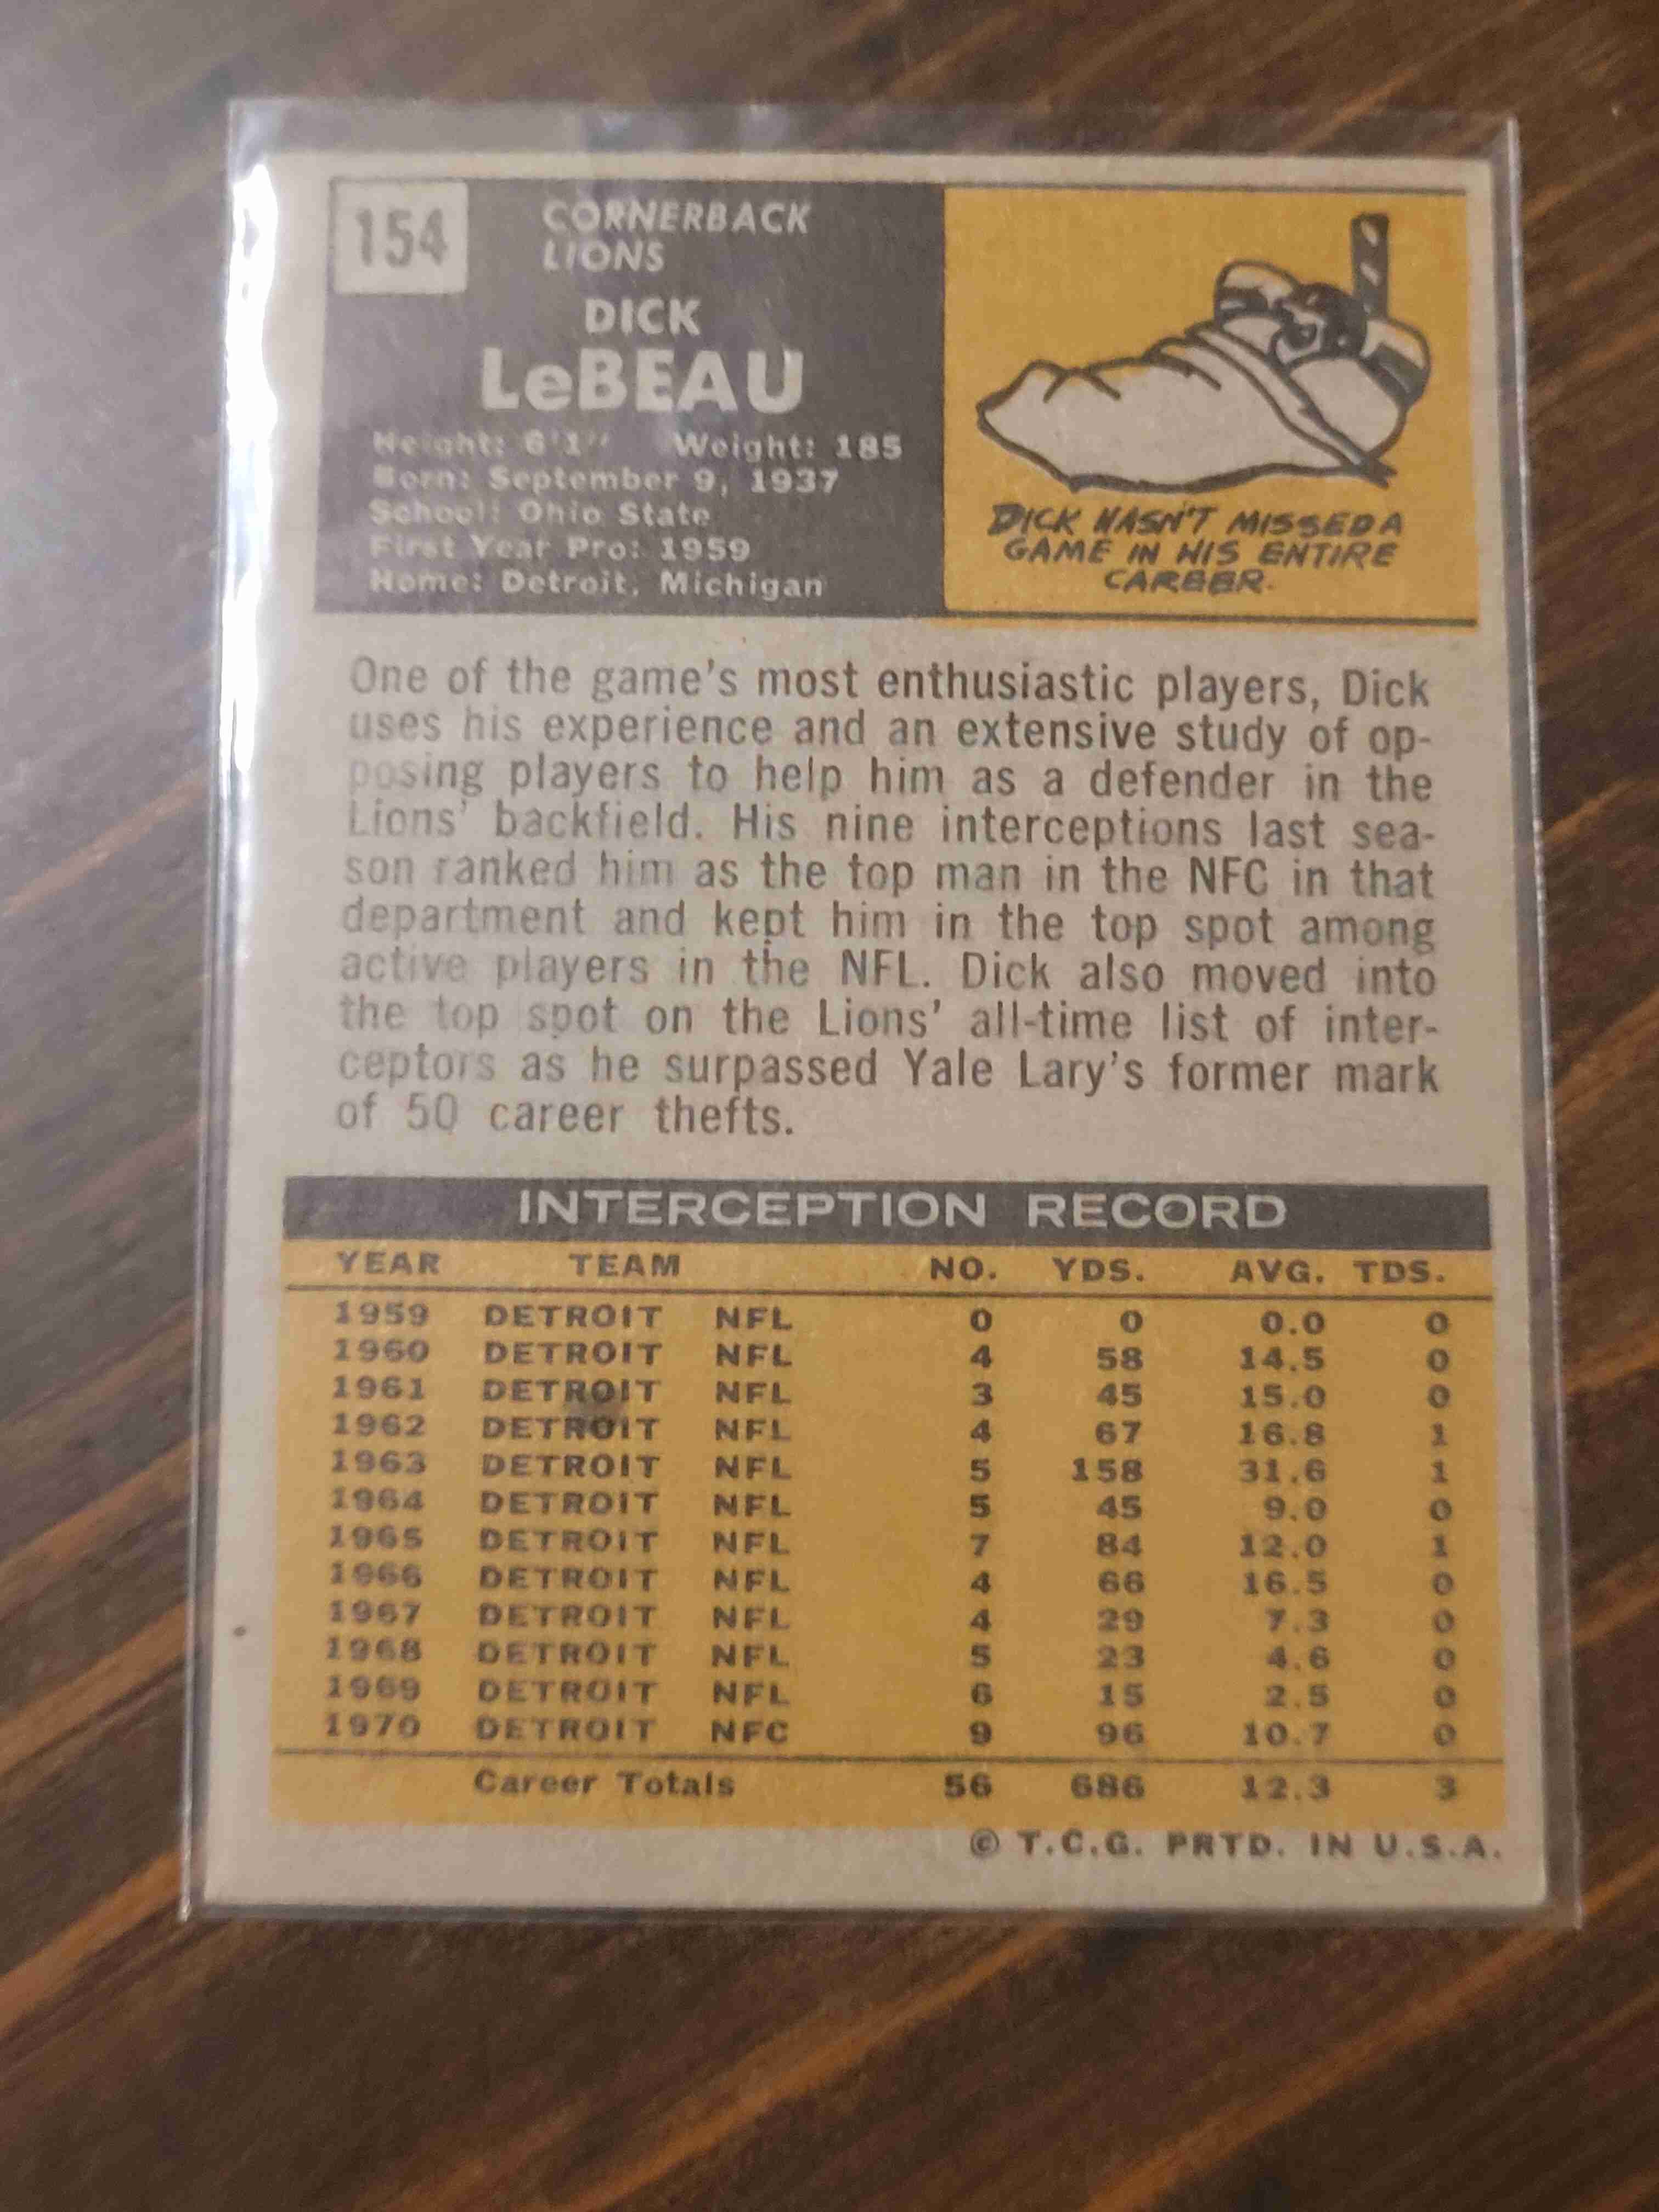 154
CORNERBACK
LIONS
DICK
LeBEAU
Height: 6'1" Weight: 185
Born: September 9, 1937
School: Ohio State
First Year Pro: 1959
Home: Detroit, Michigan
DICK HASN'T MISSED A
GAME IN HIS ENTIRE
CAREER.
One of the game's most enthusiastic players, Dick
uses his experience and an extensive study of op-
posing players to help him as a defender in the
Lions' backfield. His nine interceptions last sea-
son ranked him as the top man in the NFC in that
department and kept him in the top spot among
active players in the NFL. Dick also moved into
the top spot on the Lions' all-time list of inter-
ceptors as he surpassed Yale Lary's former mark
of 50 career thefts.
INTERCEPTION RECORD
YEAR TEAM NO. YDS. AVG. TDS.
1959 DETROIT NFL 0 0 0.0 0
1960 DETROIT NFL 4 58 14.5 0
1961 DETROIT NFL 3 45 15.0 0
1962 DETROIT NFL 4 67 16.8 1
1963 DETROIT NFL 5 158 31.6 1
1964 DETROIT NFL 5 45 9.0 0
1965 DETROIT NFL 7 84 12.0 1
1966 DETROIT NFL 4 66 16.5 0
1967 DETROIT NFL 4 29 7.3 0
1968 DETROIT NFL 5 23 4.6 0
1969 DETROIT NFL 6 15 2.5 0
1970 DETROIT NFC 9 96 10.7 0
Career Totals 56 686 12.3 3
© T.C.G. PRTD. IN U.S.A.